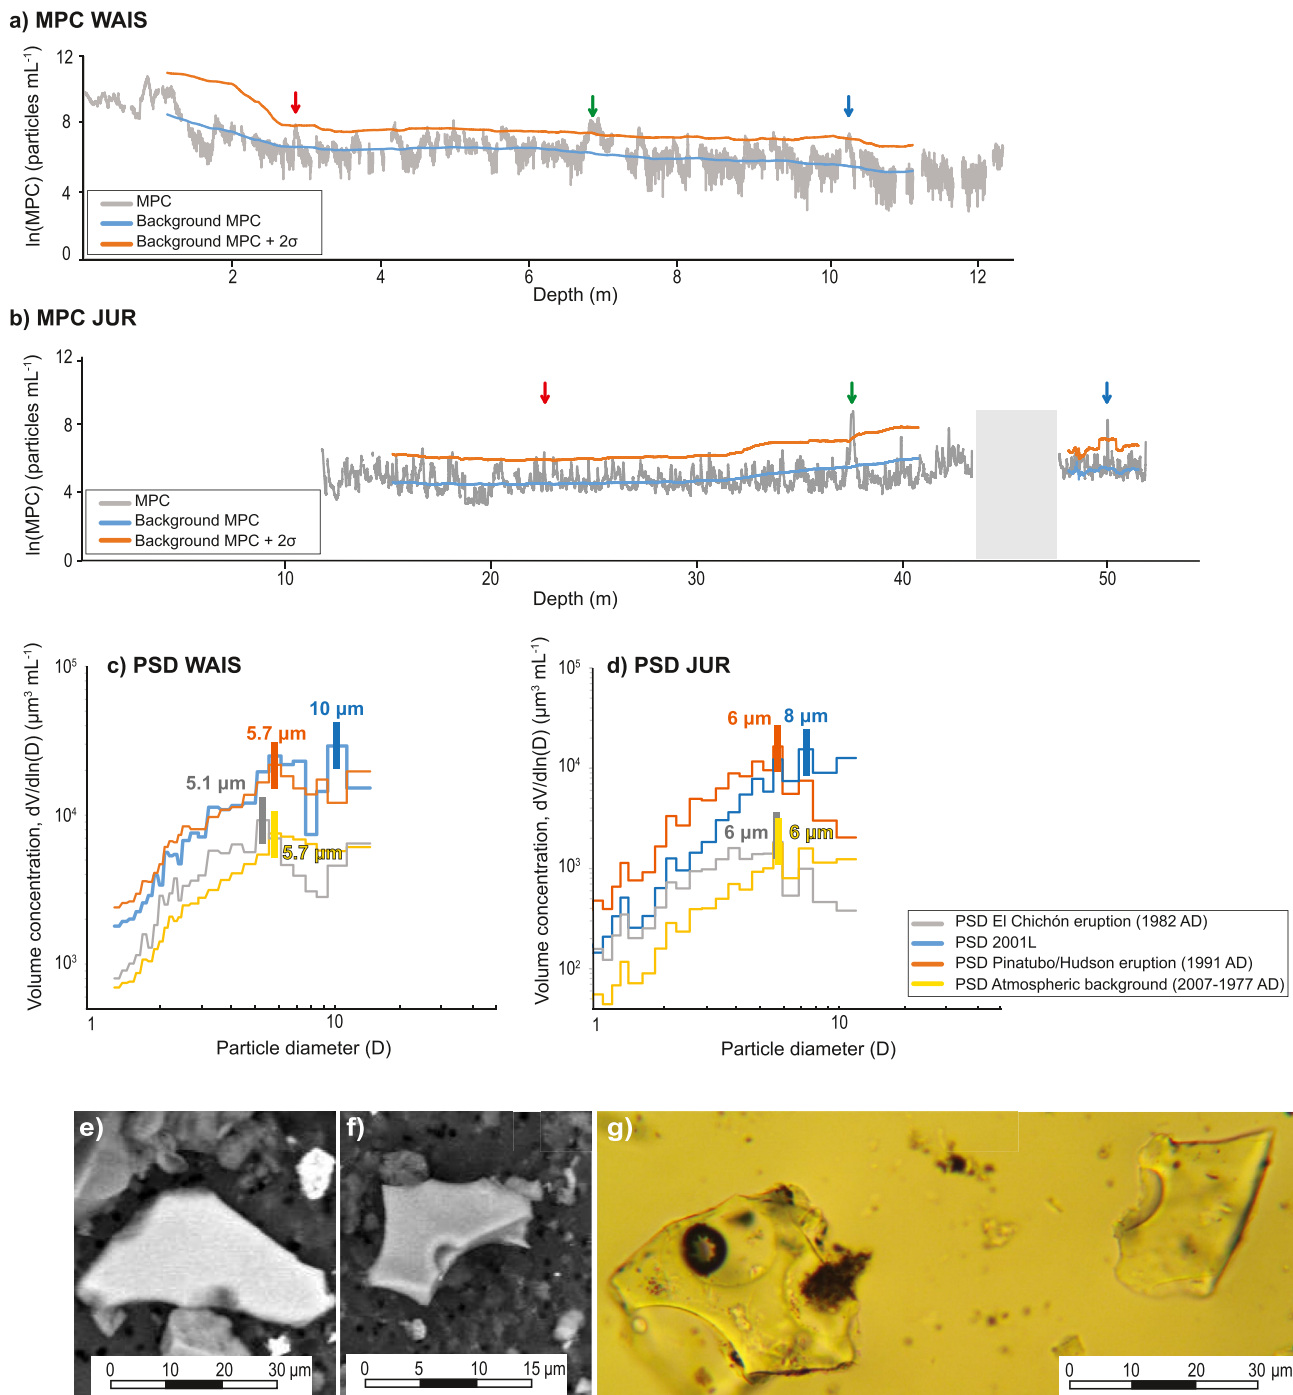 a) MPC WAIS
ln(MPC) (particles mL⁻¹)
12
8
4
0
MPC
Background MPC
Background MPC + 2σ
2
4
6
8
10
12
Depth (m)
b) MPC JUR
ln(MPC) (particles mL⁻¹)
12
8
4
0
MPC
Background MPC
Background MPC + 2σ
10
20
30
40
50
Depth (m)
c) PSD WAIS
Volume concentration, dV/dln(D) (µm³ mL⁻¹)
10⁵
10⁴
10³
10 µm
5.7 µm
5.1 µm
5.7 µm
1
10
Particle diameter (D)
d) PSD JUR
Volume concentration, dV/dln(D) (µm³ mL⁻¹)
10⁵
10⁴
10³
10²
6 µm
8 µm
6 µm
6 µm
1
10
Particle diameter (D)
PSD El Chichón eruption (1982 AD)
PSD 2001L
PSD Pinatubo/Hudson eruption (1991 AD)
PSD Atmospheric background (2007-1977 AD)
e)
0 10 20 30 µm
f)
0 5 10 15 µm
g)
0 10 20 30 µm